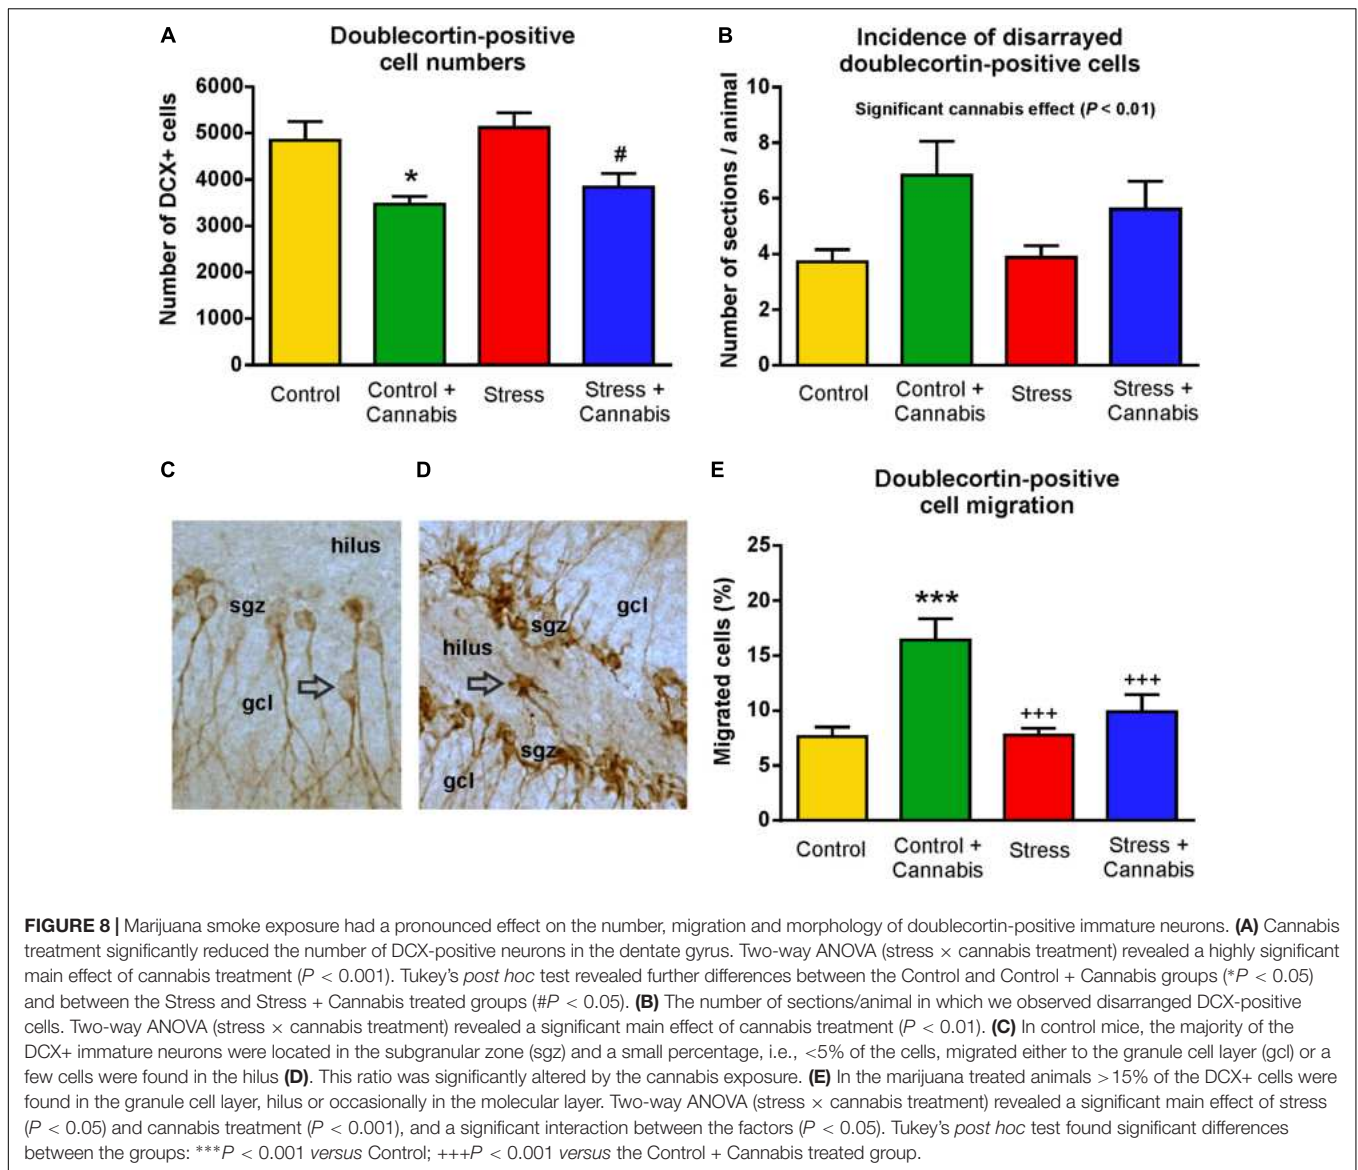 A
Doublecortin-positive
cell numbers
Number of DCX+ cells
6000
5000
4000
3000
2000
1000
0
*
#
Control
Control +
Cannabis
Stress
Stress +
Cannabis
B
Incidence of disarrayed
doublecortin-positive cells
Significant cannabis effect (P < 0.01)
Number of sections / animal
10
8
6
4
2
0
Control
Control +
Cannabis
Stress
Stress +
Cannabis
C
hilus
sgz
gcl
D
gcl
sgz
hilus
sgz
gcl
E
Doublecortin-positive
cell migration
Migrated cells (%)
25
20
15
10
5
0
***
+++
+++
Control
Control +
Cannabis
Stress
Stress +
Cannabis
FIGURE 8 | Marijuana smoke exposure had a pronounced effect on the number, migration and morphology of doublecortin-positive immature neurons. (A) Cannabis
treatment significantly reduced the number of DCX-positive neurons in the dentate gyrus. Two-way ANOVA (stress × cannabis treatment) revealed a highly significant
main effect of cannabis treatment (P < 0.001). Tukey's post hoc test revealed further differences between the Control and Control + Cannabis groups (*P < 0.05)
and between the Stress and Stress + Cannabis treated groups (#P < 0.05). (B) The number of sections/animal in which we observed disarranged DCX-positive
cells. Two-way ANOVA (stress × cannabis treatment) revealed a significant main effect of cannabis treatment (P < 0.01). (C) In control mice, the majority of the
DCX+ immature neurons were located in the subgranular zone (sgz) and a small percentage, i.e., <5% of the cells, migrated either to the granule cell layer (gcl) or a
few cells were found in the hilus (D). This ratio was significantly altered by the cannabis exposure. (E) In the marijuana treated animals >15% of the DCX+ cells were
found in the granule cell layer, hilus or occasionally in the molecular layer. Two-way ANOVA (stress × cannabis treatment) revealed a significant main effect of stress
(P < 0.05) and cannabis treatment (P < 0.001), and a significant interaction between the factors (P < 0.05). Tukey's post hoc test found significant differences
between the groups: ***P < 0.001 versus Control; +++P < 0.001 versus the Control + Cannabis treated group.